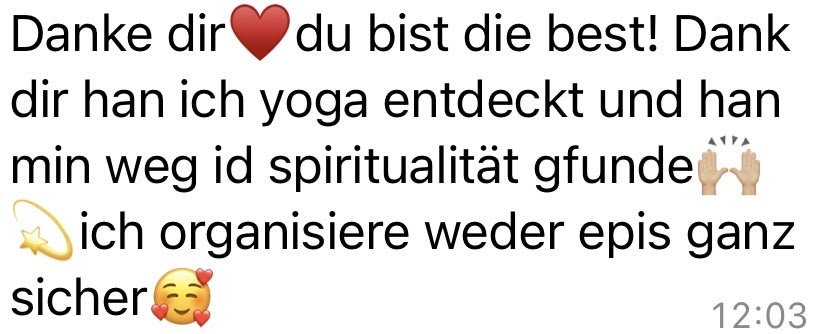 Danke dir❤️du bist die best! Dank
dir han ich yoga entdeckt und han
min weg id spiritualität gfunde🙌🏼
💫ich organisiere weder epis ganz
sicher🥰
12:03